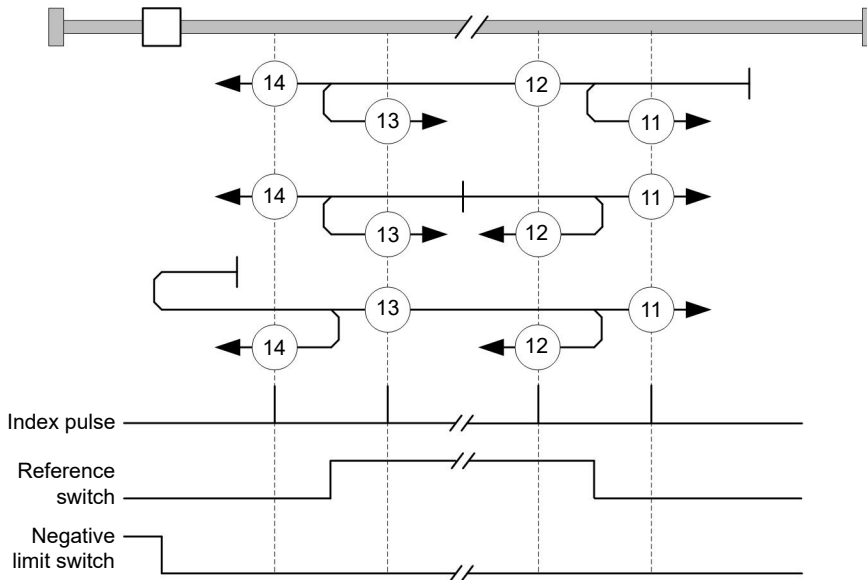 14
12
13
11
14
11
13
12
13
11
14
12
Index pulse
Reference
switch
Negative
limit switch